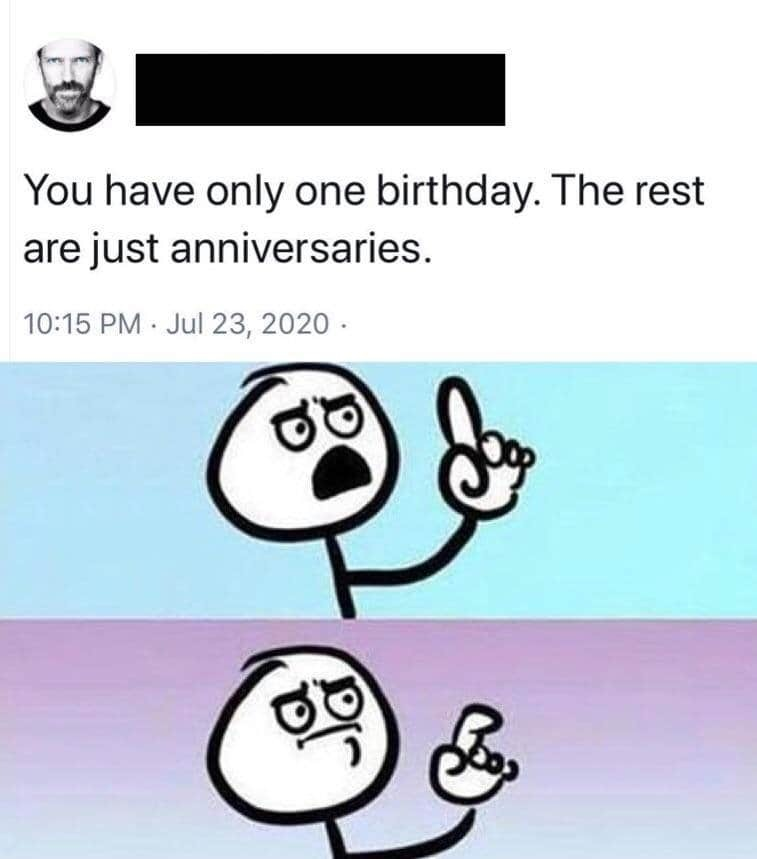 You have only one birthday. The rest
are just anniversaries.
10:15 PM · Jul 23, 2020 ·